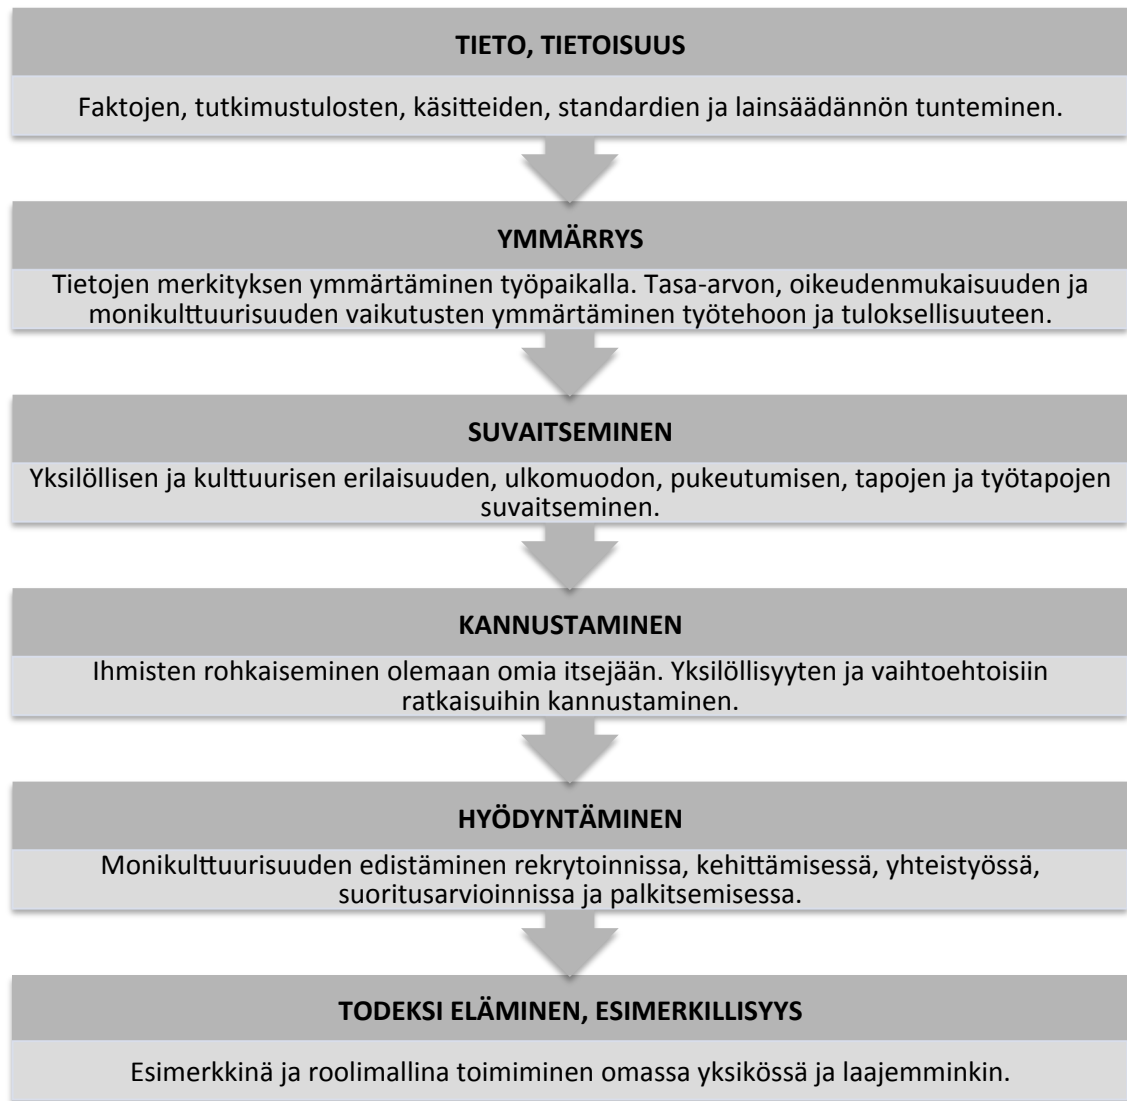 TIETO, TIETOISUUS
Faktojen, tutkimustulosten, käsitteiden, standardien ja lainsäädännön tunteminen.
YMMÄRRYS
Tietojen merkityksen ymmärtäminen työpaikalla. Tasa-arvon, oikeudenmukaisuuden ja
monikulttuurisuuden vaikutusten ymmärtäminen työtehoon ja tuloksellisuuteen.
SUVAITSEMINEN
Yksilöllisen ja kulttuurisen erilaisuuden, ulkomuodon, pukeutumisen, tapojen ja työtapojen
suvaitseminen.
KANNUSTAMINEN
Ihmisten rohkaiseminen olemaan omia itsejään. Yksilöllisyyten ja vaihtoehtoisiin
ratkaisuihin kannustaminen.
HYÖDYNTÄMINEN
Monikulttuurisuuden edistäminen rekrytoinnissa, kehittämisessä, yhteistyössä,
suoritusarvioinnissa ja palkitsemisessa.
TODEKSI ELÄMINEN, ESIMERKILLISYYS
Esimerkkinä ja roolimallina toimiminen omassa yksikössä ja laajemminkin.